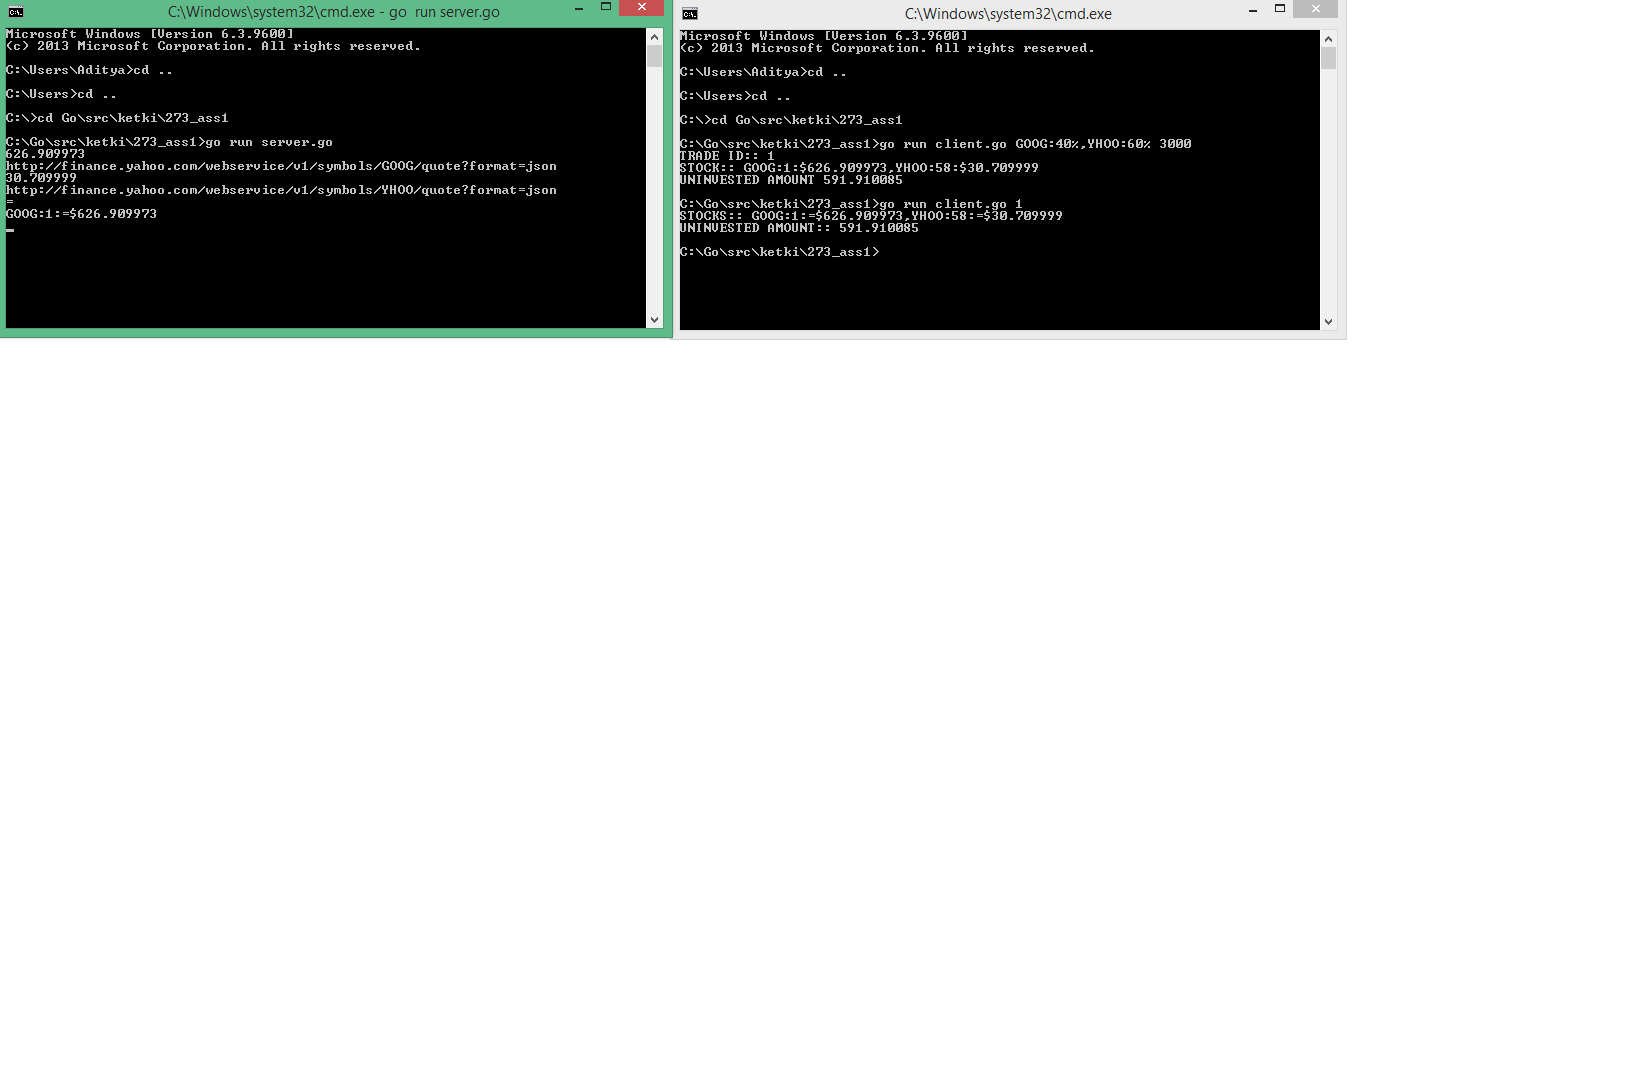 C:\Windows\system32\cmd.exe - go  run server.go
Microsoft Windows [Version 6.3.9600]
(c) 2013 Microsoft Corporation. All rights reserved.
C:\Users\Aditya>cd ..
C:\Users>cd ..
C:\>cd Go\src\ketki\273_ass1
C:\Go\src\ketki\273_ass1>go run server.go
626.909973
http://finance.yahoo.com/webservice/v1/symbols/GOOG/quote?format=json
30.709999
http://finance.yahoo.com/webservice/v1/symbols/YHOO/quote?format=json
=
GOOG:1:=$626.909973
C:\Windows\system32\cmd.exe
Microsoft Windows [Version 6.3.9600]
(c) 2013 Microsoft Corporation. All rights reserved.
C:\Users\Aditya>cd ..
C:\Users>cd ..
C:\>cd Go\src\ketki\273_ass1
C:\Go\src\ketki\273_ass1>go run client.go GOOG:40%,YHOO:60% 3000
TRADE ID:: 1
STOCK:: GOOG:1:$626.909973,YHOO:58:$30.709999
UNINVESTED AMOUNT 591.910085
C:\Go\src\ketki\273_ass1>go run client.go 1
STOCKS:: GOOG:1:=$626.909973,YHOO:58:=$30.709999
UNINVESTED AMOUNT:: 591.910085
C:\Go\src\ketki\273_ass1>